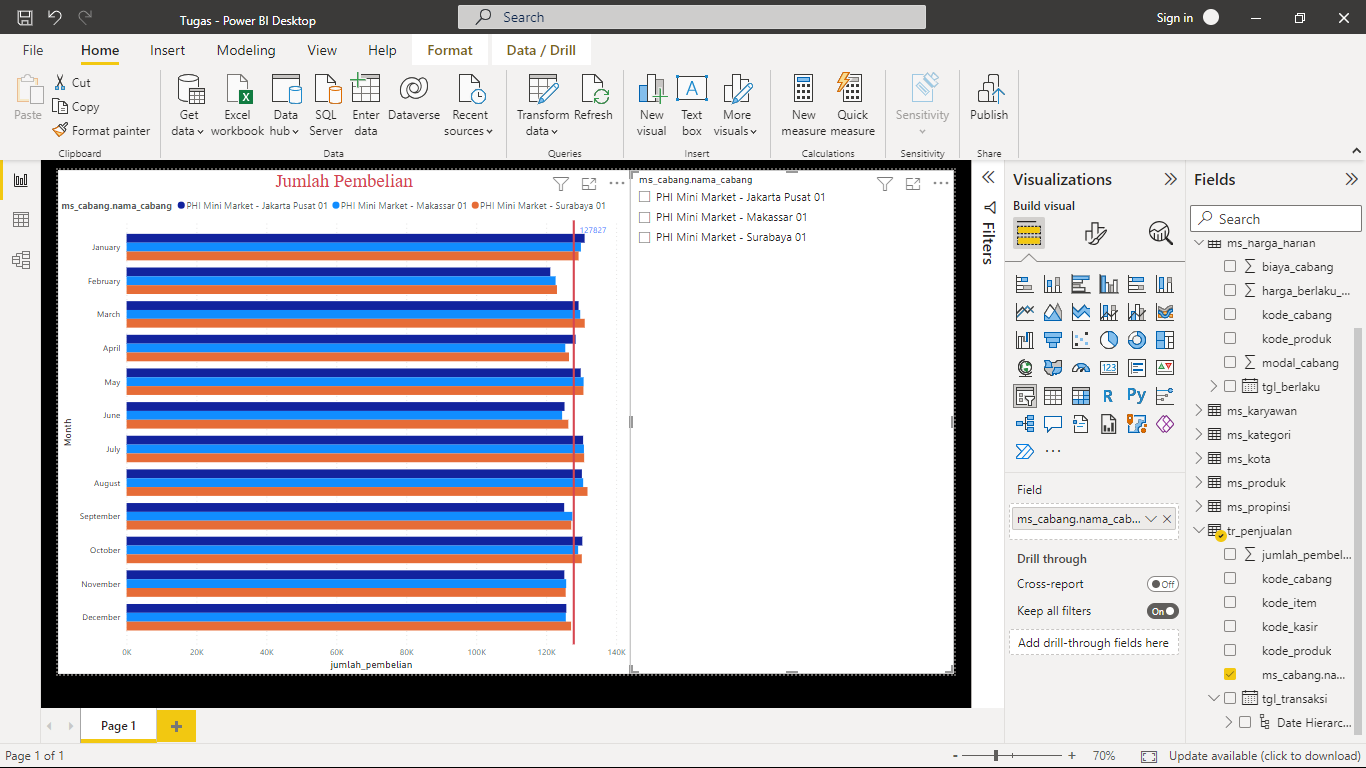 Tugas - Power BI Desktop
Search
Sign in
File Home Insert Modeling View Help Format Data / Drill
Paste
Cut
Copy
Format painter
Clipboard
Get data
Excel workbook
Data hub
SQL Server
Enter data
Dataverse
Recent sources
Data
Transform data
Refresh
Queries
New visual
Text box
More visuals
Insert
New measure
Quick measure
Calculations
Sensitivity
Sensitivity
Publish
Share
Jumlah Pembelian
ms_cabang.nama_cabang PHI Mini Market - Jakarta Pusat 01 PHI Mini Market - Makassar 01 PHI Mini Market - Surabaya 01
127827
Month
January
February
March
April
May
June
July
August
September
October
November
December
0K 20K 40K 60K 80K 100K 120K 140K
jumlah_pembelian
ms_cabang.nama_cabang
PHI Mini Market - Jakarta Pusat 01
PHI Mini Market - Makassar 01
PHI Mini Market - Surabaya 01
Filters
Visualizations
Build visual
123
R
Py
Field
ms_cabang.nama_cab...
Drill through
Cross-report
Off
Keep all filters
On
Add drill-through fields here
Fields
Search
ms_harga_harian
biaya_cabang
harga_berlaku_...
kode_cabang
kode_produk
modal_cabang
tgl_berlaku
ms_karyawan
ms_kategori
ms_kota
ms_produk
ms_propinsi
tr_penjualan
jumlah_pembel...
kode_cabang
kode_item
kode_kasir
kode_produk
ms_cabang.na...
tgl_transaksi
Date Hierarc...
Page 1
+
Page 1 of 1
- + 70%
Update available (click to download)